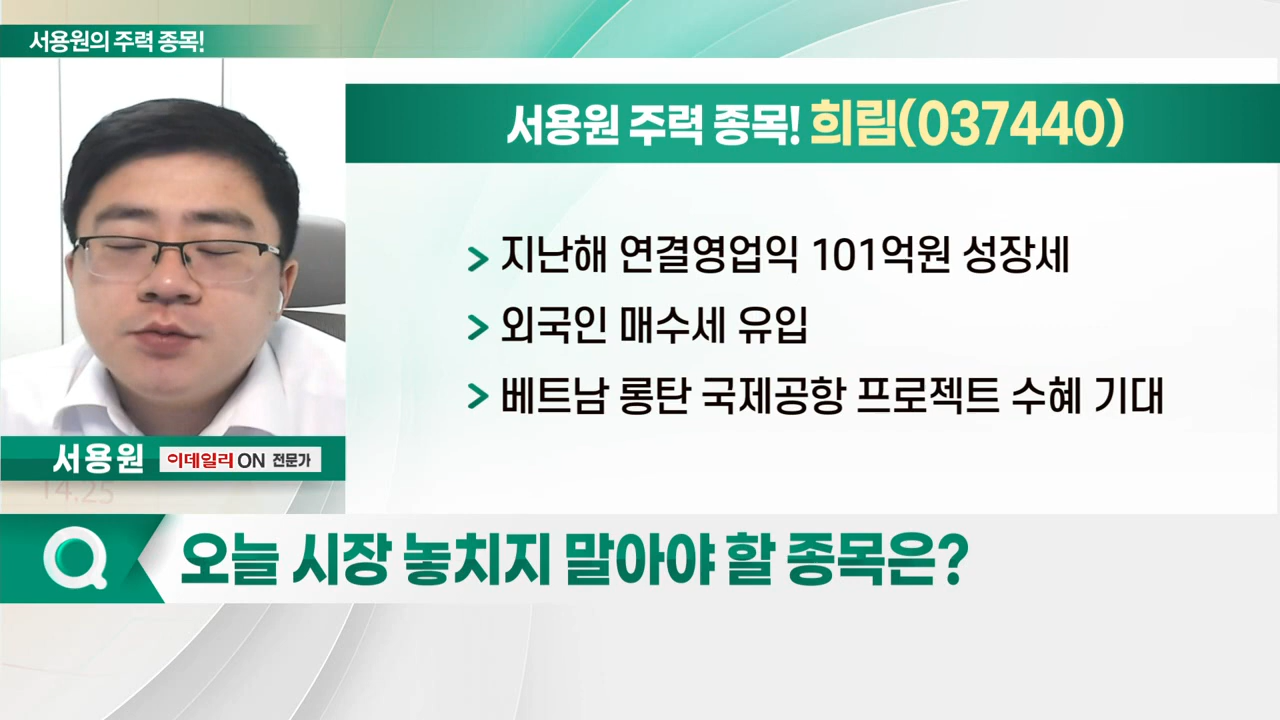 서용원의 주력 종목!
서용원 주력 종목! 희림(037440)
> 지난해 연결영업익 101억원 성장세
> 외국인 매수세 유입
> 베트남 롱탄 국제공항 프로젝트 수혜 기대
서용원 이데일리 ON 전문가
14.25
Q 오늘 시장 놓치지 말아야 할 종목은?